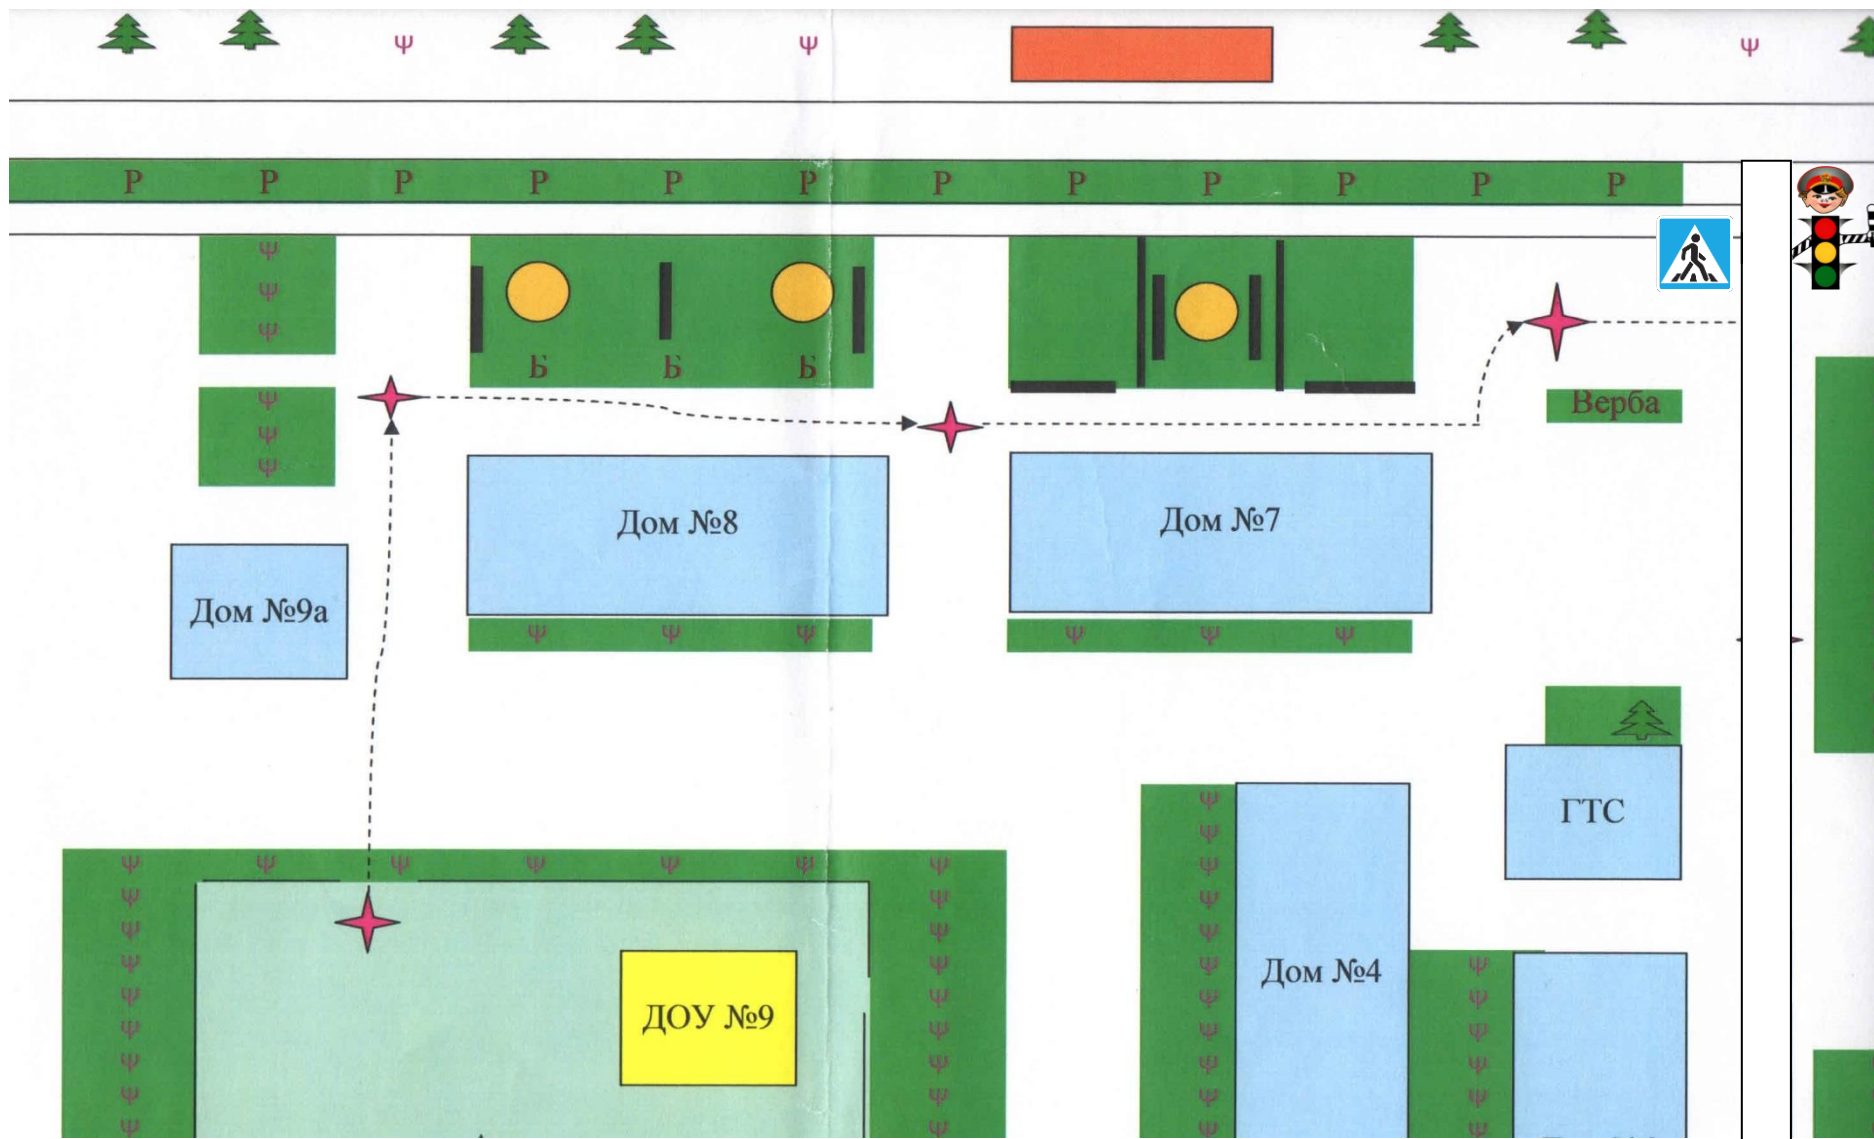 Р Р Р Р Р Р Р Р Р Р Р Р
Б Б Б
Верба
Дом №8
Дом №7
Дом №9а
ГТС
Дом №4
ДОУ №9